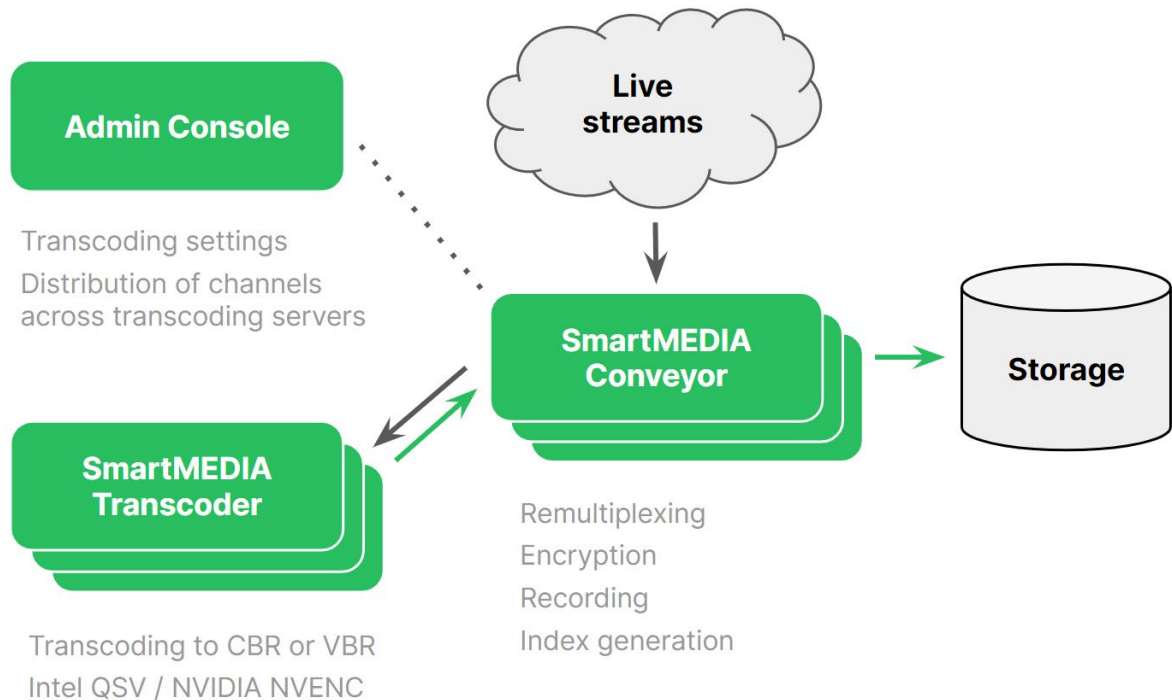 Admin Console
Transcoding settings
Distribution of channels
across transcoding servers
Live
streams
SmartMEDIA
Conveyor
Storage
SmartMEDIA
Transcoder
Remultiplexing
Encryption
Recording
Index generation
Transcoding to CBR or VBR
Intel QSV / NVIDIA NVENC